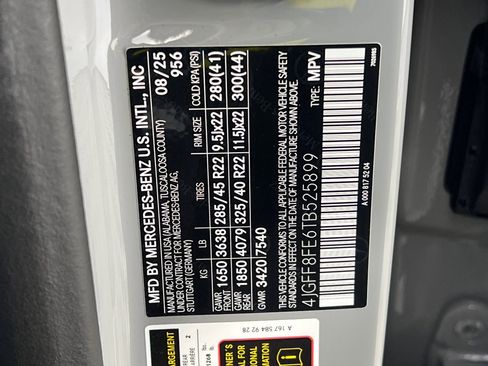 MFD BY MERCEDES-BENZ U.S. INTL., INC
08/25
MANUFACTURED IN USA (ALABAMA, TUSCALOOSA COUNTY)
956
UNDER CONTRACT FOR MERCEDES-BENZ AG,
STUTTGART (GERMANY)
KG LB TIRES RIM SIZE COLD KPA (PSI)
GAWR FRONT 1650 3638 285/45 R22 9.5Jx22 280(41)
GAWR REAR 1850 4079 325/40 R22 11.5Jx22 300(44)
GVWR 3420 7540
THIS VEHICLE CONFORMS TO ALL APPLICABLE FEDERAL MOTOR VEHICLE SAFETY
STANDARDS IN EFFECT ON THE DATE OF MANUFACTURE SHOWN ABOVE.
4JGFF8FE6TB525899
TYPE: MPV
A 000 817 52 04
A 167 584 92 28